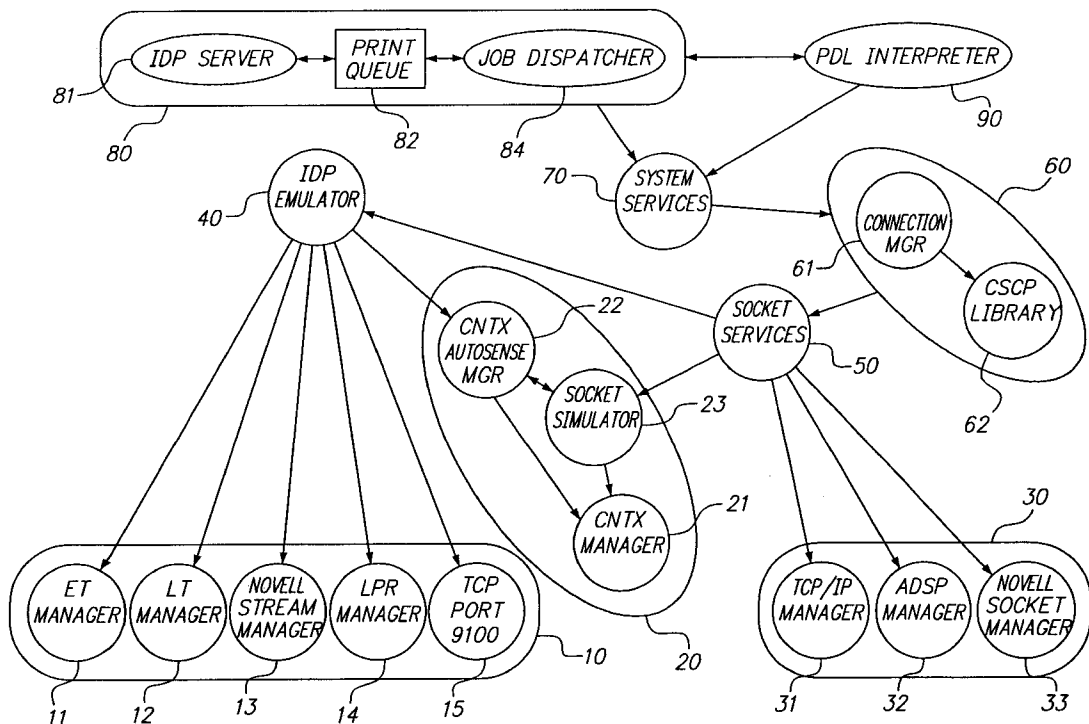 IDP SERVER
PRINT
QUEUE
JOB DISPATCHER
PDL INTERPRETER
81
80
82
84
90
IDP
EMULATOR
40
70
SYSTEM
SERVICES
60
CONNECTION
MGR
61
CSCP
LIBRARY
62
SOCKET
SERVICES
50
22
CNTX
AUTOSENSE
MGR
SOCKET
SIMULATOR
23
CNTX
MANAGER
21
20
30
ET
MANAGER
LT
MANAGER
NOVELL
STREAM
MANAGER
LPR
MANAGER
TCP
PORT
9100
10
TCP/IP
MANAGER
ADSP
MANAGER
NOVELL
SOCKET
MANAGER
11
12
13
14
15
31
32
33